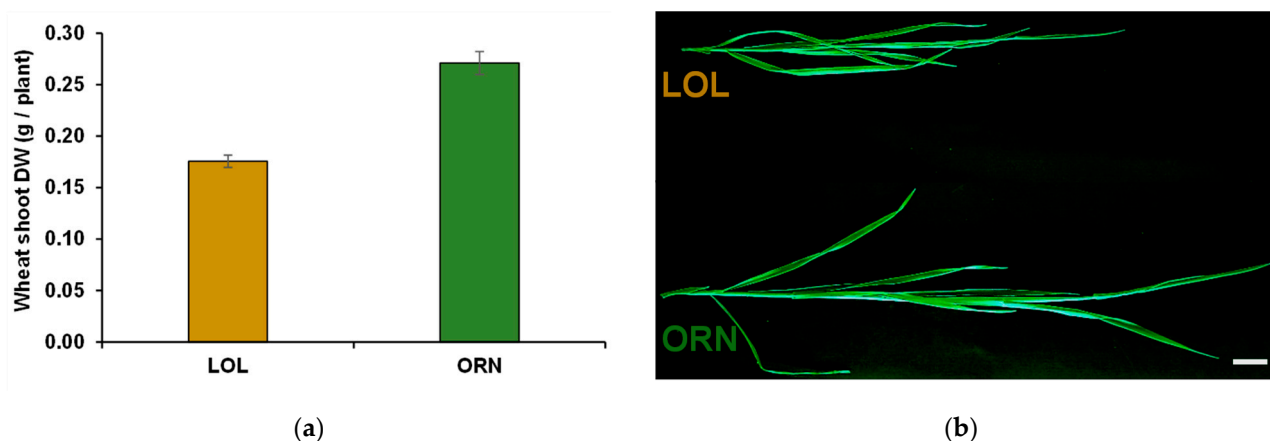 Wheat shoot DW (g / plant)
0.30
0.25
0.20
0.15
0.10
0.05
0.00
LOL
ORN
(a)
LOL
ORN
(b)